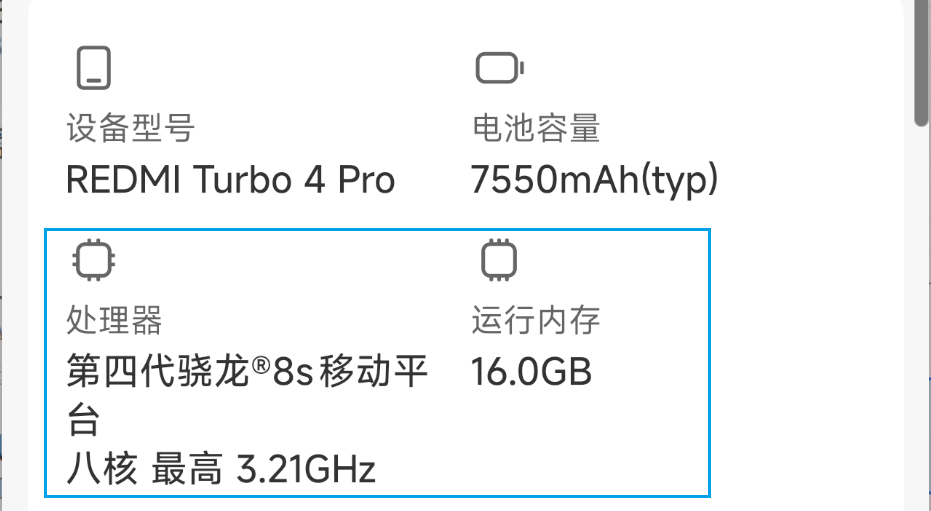 设备型号
电池容量
REDMI Turbo 4 Pro
7550mAh(typ)
处理器
运行内存
第四代骁龙®8s移动平
16.0GB
台
八核 最高 3.21GHz